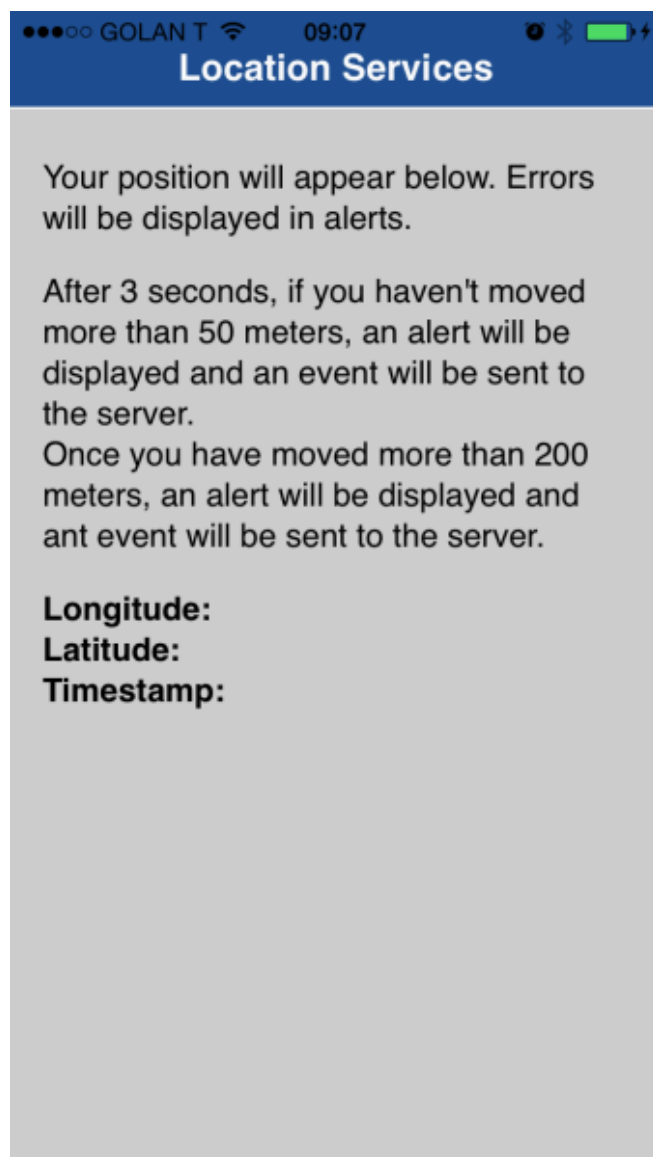 GOLAN T 09:07
Location Services
Your position will appear below. Errors
will be displayed in alerts.
After 3 seconds, if you haven't moved
more than 50 meters, an alert will be
displayed and an event will be sent to
the server.
Once you have moved more than 200
meters, an alert will be displayed and
ant event will be sent to the server.
Longitude:
Latitude:
Timestamp: